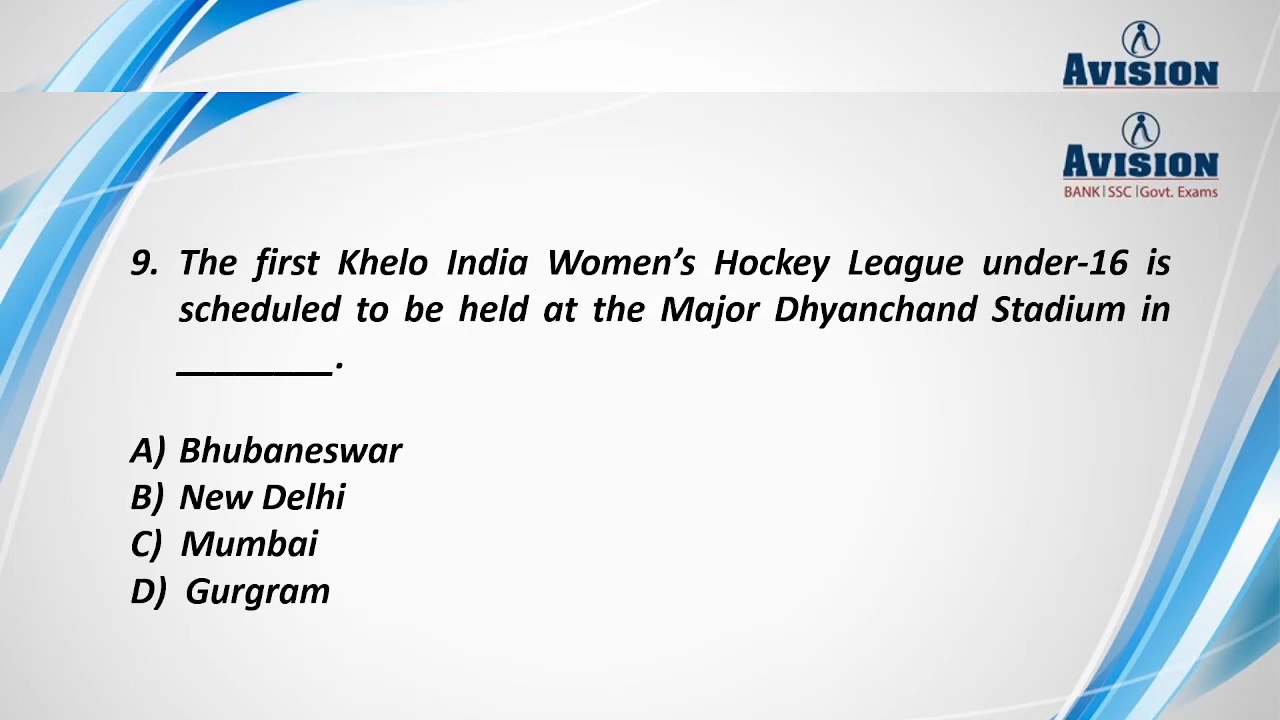 AVISION
AVISION
BANK|SSC|Govt. Exams
9. The first Khelo India Women’s Hockey League under-16 is
scheduled to be held at the Major Dhyanchand Stadium in
________.
A) Bhubaneswar
B) New Delhi
C) Mumbai
D) Gurgram